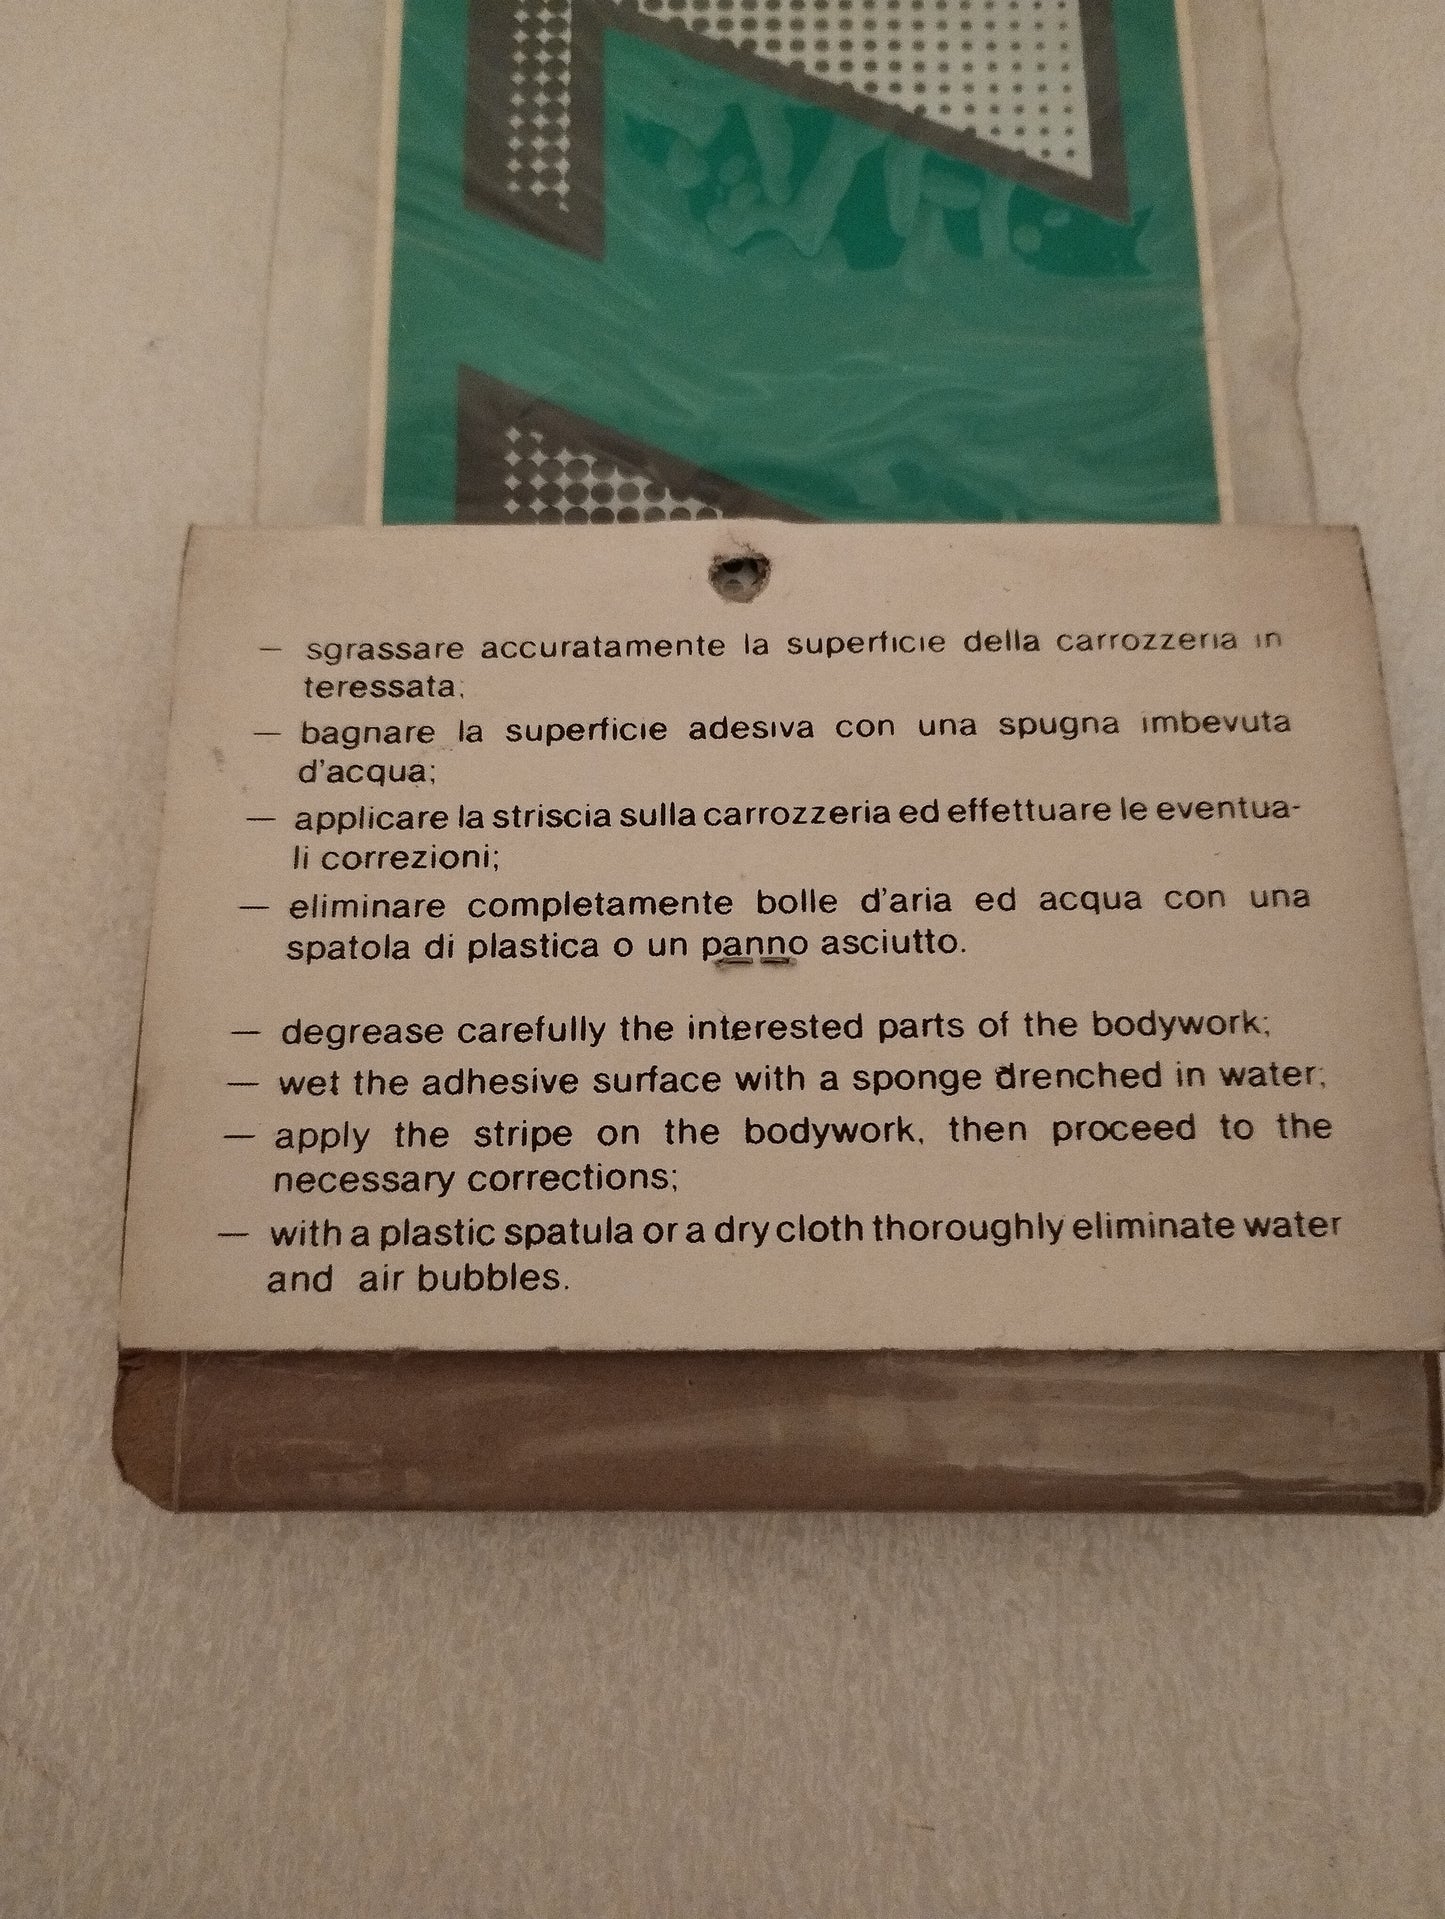 — sgrassare accuratamente la superficie della carrozzeria in
teressata;
— bagnare la superficie adesiva con una spugna imbevuta
d'acqua;
— applicare la striscia sulla carrozzeria ed effettuare le eventua-
li correzioni;
— eliminare completamente bolle d'aria ed acqua con una
spatola di plastica o un panno asciutto.
— degrease carefully the interested parts of the bodywork;
— wet the adhesive surface with a sponge drenched in water;
— apply the stripe on the bodywork, then proceed to the
necessary corrections;
— with a plastic spatula or a dry cloth thoroughly eliminate water
and air bubbles.